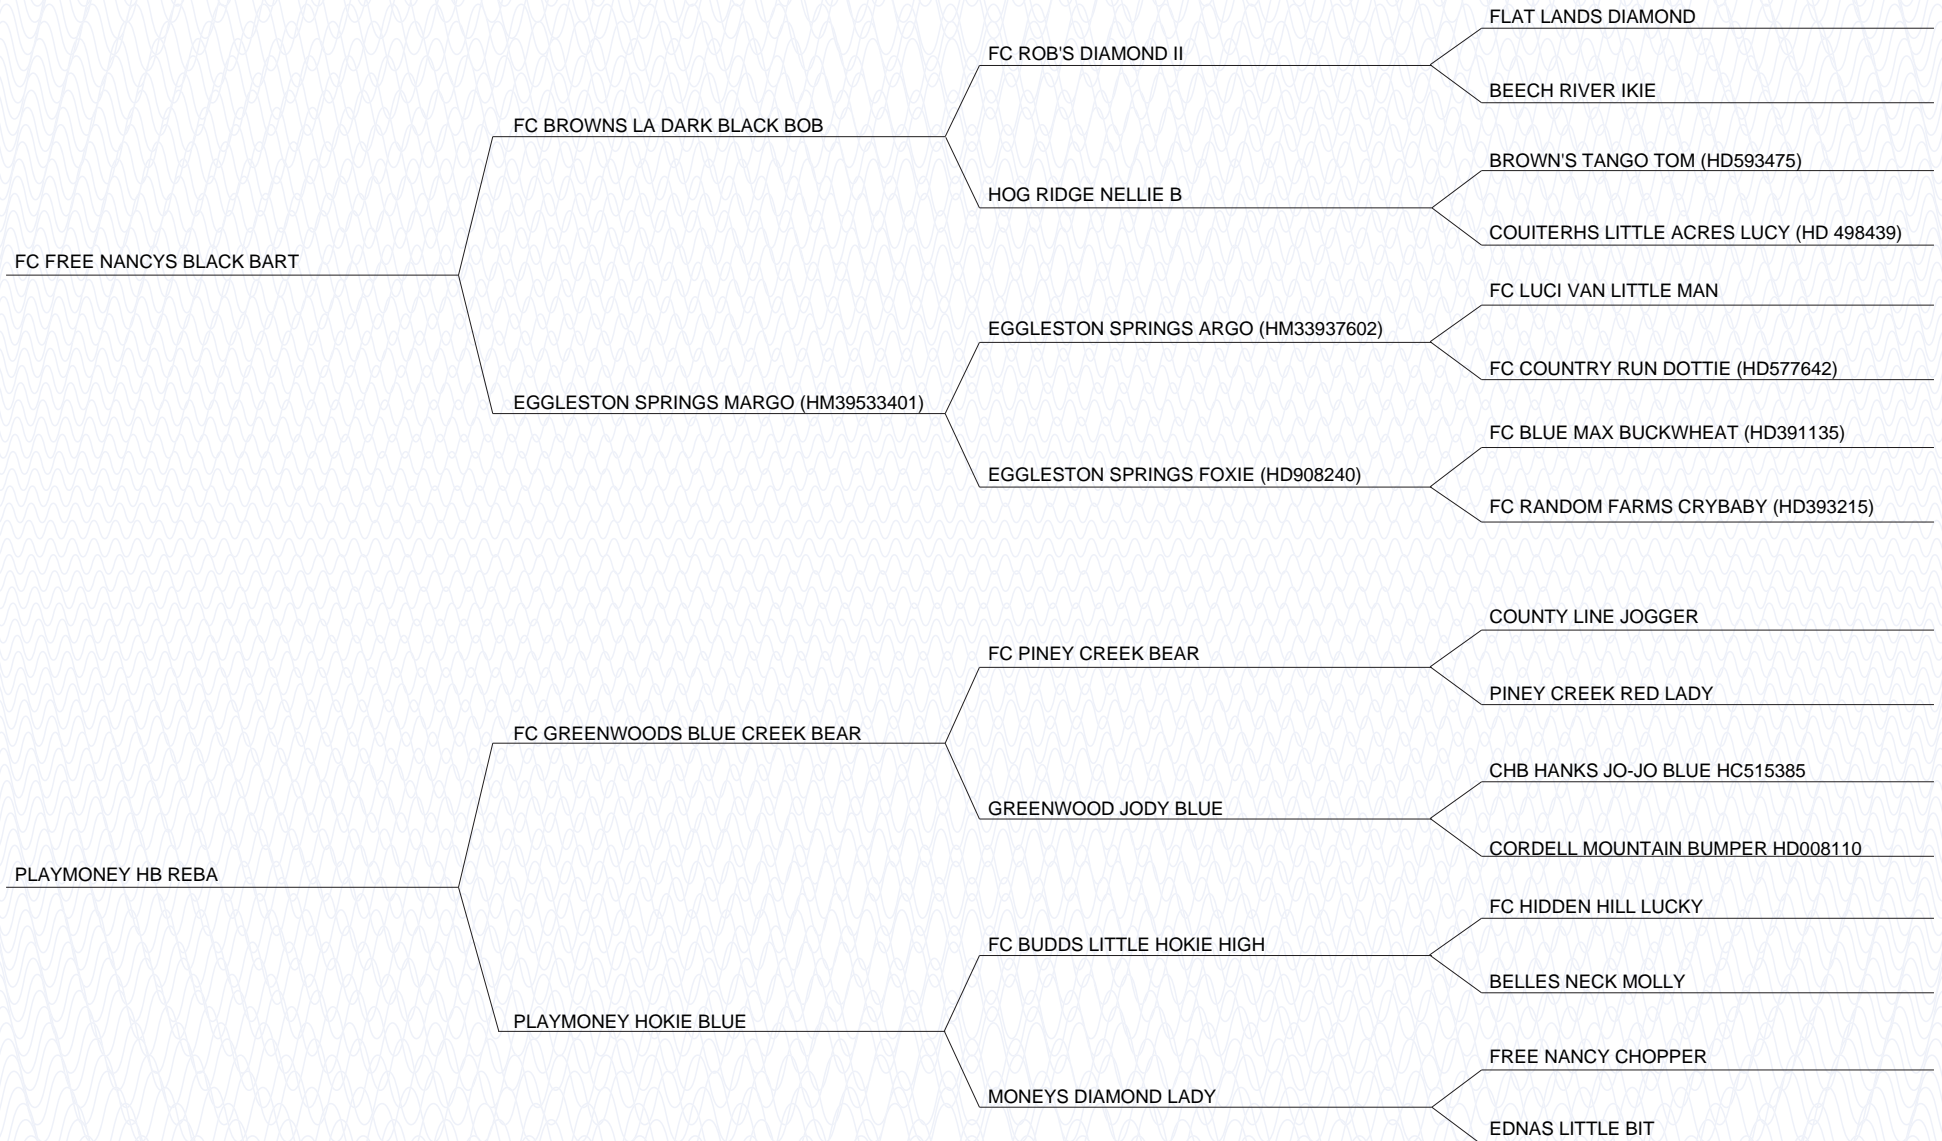 FLAT LANDS DIAMOND
FC ROB'S DIAMOND II
BEECH RIVER IKIE
FC BROWNS LA DARK BLACK BOB
BROWN'S TANGO TOM (HD593475)
HOG RIDGE NELLIE B
COUITERHS LITTLE ACRES LUCY (HD 498439)
FC FREE NANCYS BLACK BART
FC LUCI VAN LITTLE MAN
EGGLESTON SPRINGS ARGO (HM33937602)
FC COUNTRY RUN DOTTIE (HD577642)
EGGLESTON SPRINGS MARGO (HM39533401)
FC BLUE MAX BUCKWHEAT (HD391135)
EGGLESTON SPRINGS FOXIE (HD908240)
FC RANDOM FARMS CRYBABY (HD393215)
COUNTY LINE JOGGER
FC PINEY CREEK BEAR
PINEY CREEK RED LADY
FC GREENWOODS BLUE CREEK BEAR
CHB HANKS JO-JO BLUE HC515385
GREENWOOD JODY BLUE
CORDELL MOUNTAIN BUMPER HD008110
PLAYMONEY HB REBA
FC HIDDEN HILL LUCKY
FC BUDDS LITTLE HOKIE HIGH
BELLES NECK MOLLY
PLAYMONEY HOKIE BLUE
FREE NANCY CHOPPER
MONEYS DIAMOND LADY
EDNAS LITTLE BIT